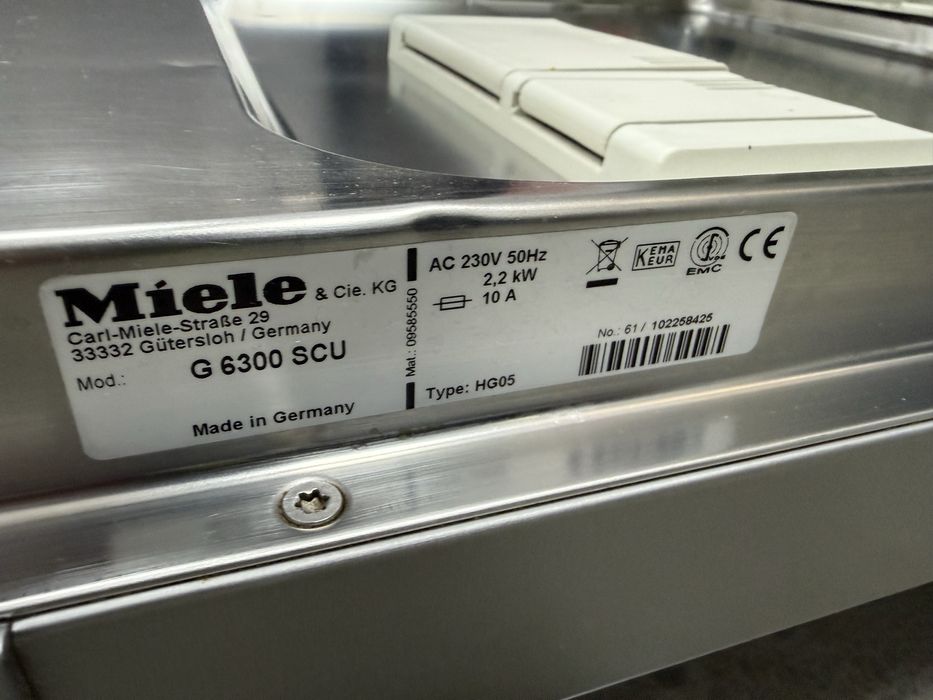 Miele & Cie. KG
Carl-Miele-Straße 29
33332 Gütersloh / Germany
Mod.: G 6300 SCU
Made in Germany
Mat.: 09585550
AC 230V 50Hz
2,2 kW
10 A
Type: HG05
KEMA
KEUR
EMC
CE
No.: 61 / 102258425